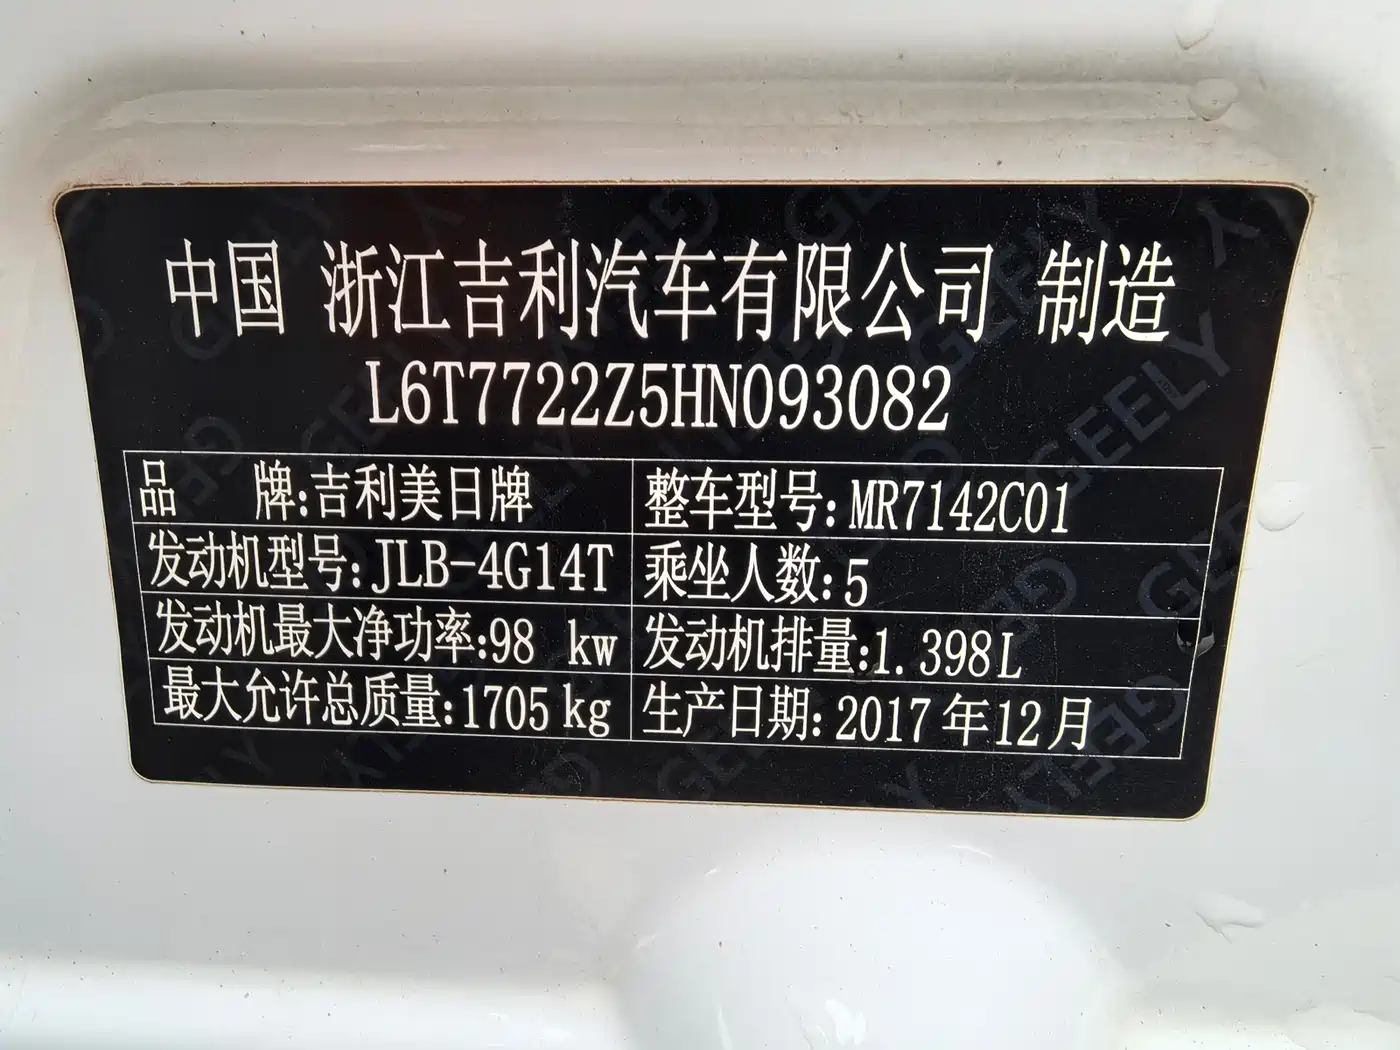 中国 浙江吉利汽车有限公司 制造
L6T7722Z5HN093082
品 牌:吉利美日牌 整车型号:MR7142C01
发动机型号:JLB-4G14T 乘坐人数:5
发动机最大净功率:98 kw 发动机排量:1.398L
最大允许总质量:1705kg 生产日期:2017年12月